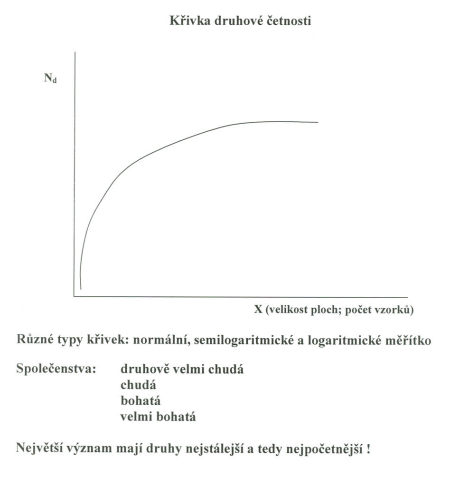 Křivka druhové četnosti
N_d
X (velikost ploch; počet vzorků)
Různé typy křivek: normální, semilogaritmické a logaritmické měřítko
Společenstva: druhově velmi chudá
chudá
bohatá
velmi bohatá
Největší význam mají druhy nejstálejší a tedy nejpočetnější !